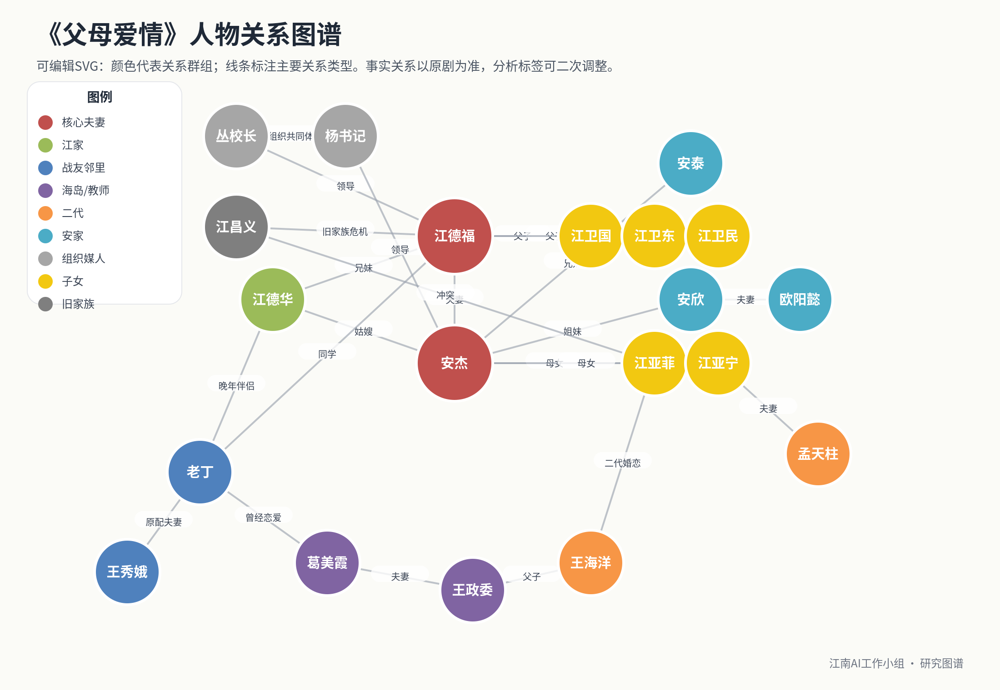 《父母爱情》人物关系图谱
可编辑SVG：颜色代表关系群组；线条标注主要关系类型。事实关系以原剧为准，分析标签可二次调整。
图例
核心夫妻
江家
战友邻里
海岛/教师
二代
安家
组织媒人
子女
旧家族
丛校长
组织共同体
杨书记
安泰
领导
江昌义
旧家族危机
江德福
父子
父子
江卫国
江卫东
江卫民
领导
兄妹
江德华
冲突
夫妻
安欣
夫妻
欧阳懿
姑嫂
姐妹
同学
安杰
母女
母女
江亚菲
江亚宁
晚年伴侣
夫妻
孟天柱
二代婚恋
老丁
原配夫妻
曾经恋爱
王秀娥
葛美霞
夫妻
王政委
父子
王海洋
江南AI工作小组 · 研究图谱